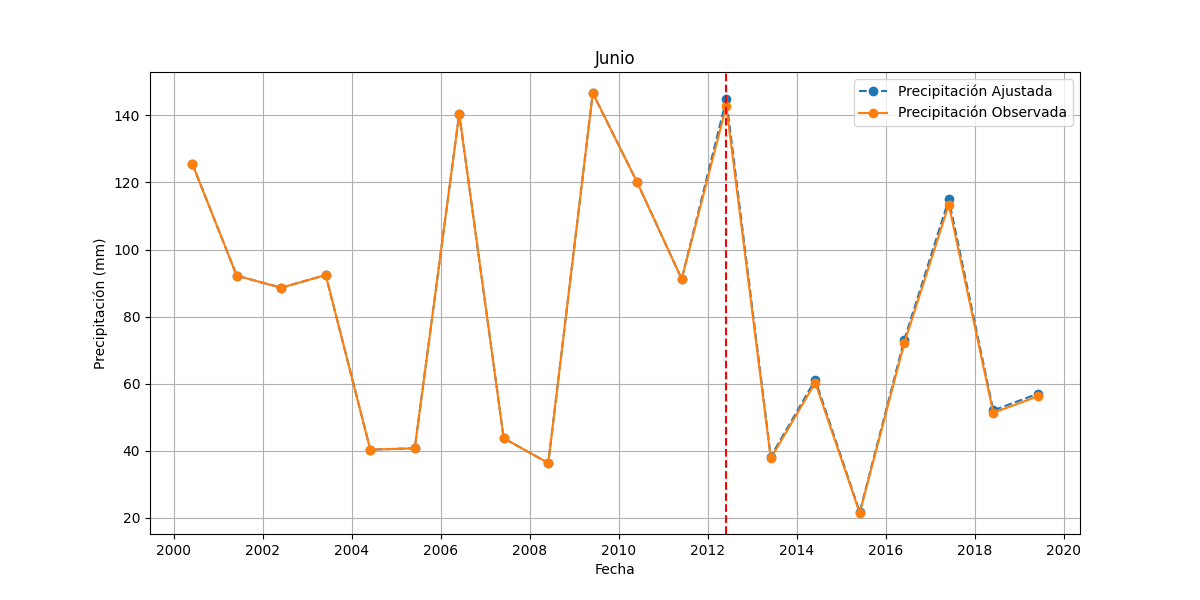 Junio
Precipitación Ajustada
Precipitación Observada
Precipitación (mm)
140
120
100
80
60
40
20
2000 2002 2004 2006 2008 2010 2012 2014 2016 2018 2020
Fecha